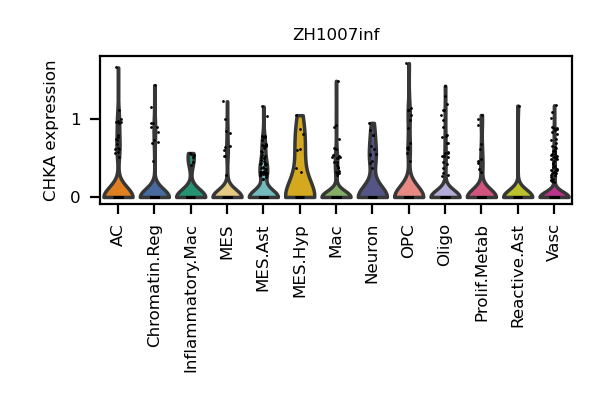 ZH1007inf
CHKA expression
1
0
AC
Chromatin.Reg
Inflammatory.Mac
MES
MES.Ast
MES.Hyp
Mac
Neuron
OPC
Oligo
Prolif.Metab
Reactive.Ast
Vasc